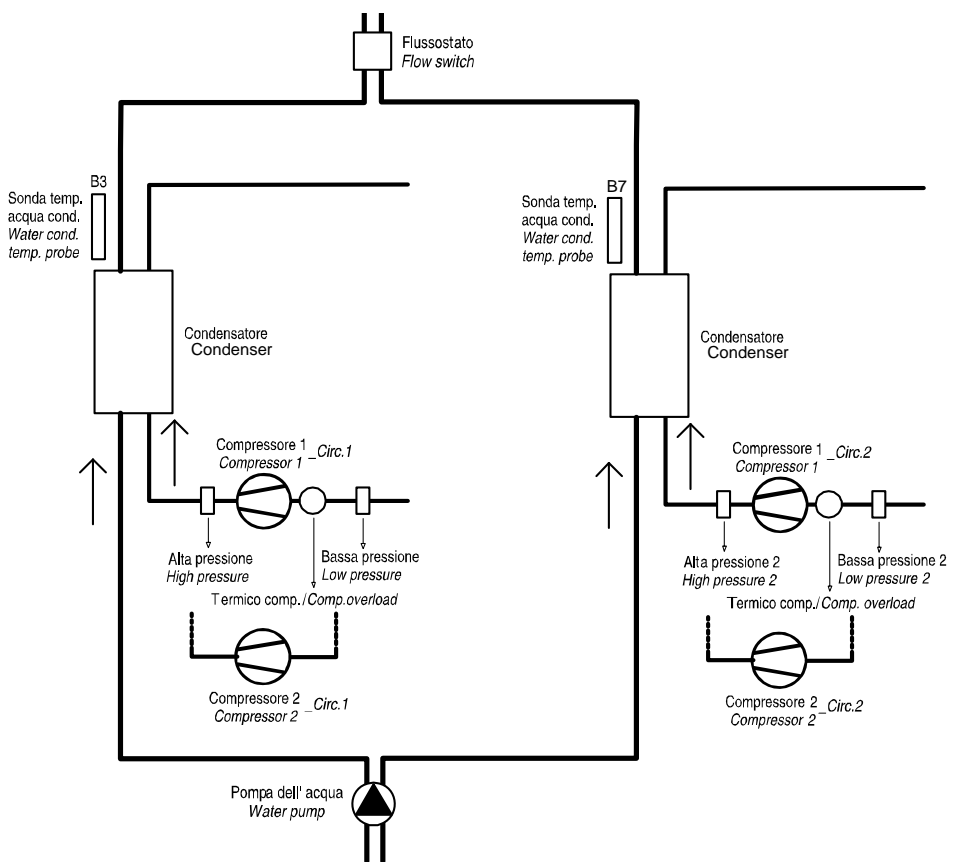 Flussostato
Flow switch
B3
Sonda temp.
acqua cond.
Water cond.
temp. probe
B7
Sonda temp.
acqua cond.
Water cond.
temp. probe
Condensatore
Condenser
Condensatore
Condenser
Compressore 1 _Circ.1
Compressor 1
Compressore 1 _Circ.2
Compressor 1
Alta pressione
High pressure
Bassa pressione
Low pressure
Termico comp./Comp.overload
Alta pressione 2
High pressure 2
Bassa pressione 2
Low pressure 2
Termico comp./Comp. overload
Compressore 2 _Circ.1
Compressor 2
Compressore 2 _Circ.2
Compressor 2
Pompa dell' acqua
Water pump